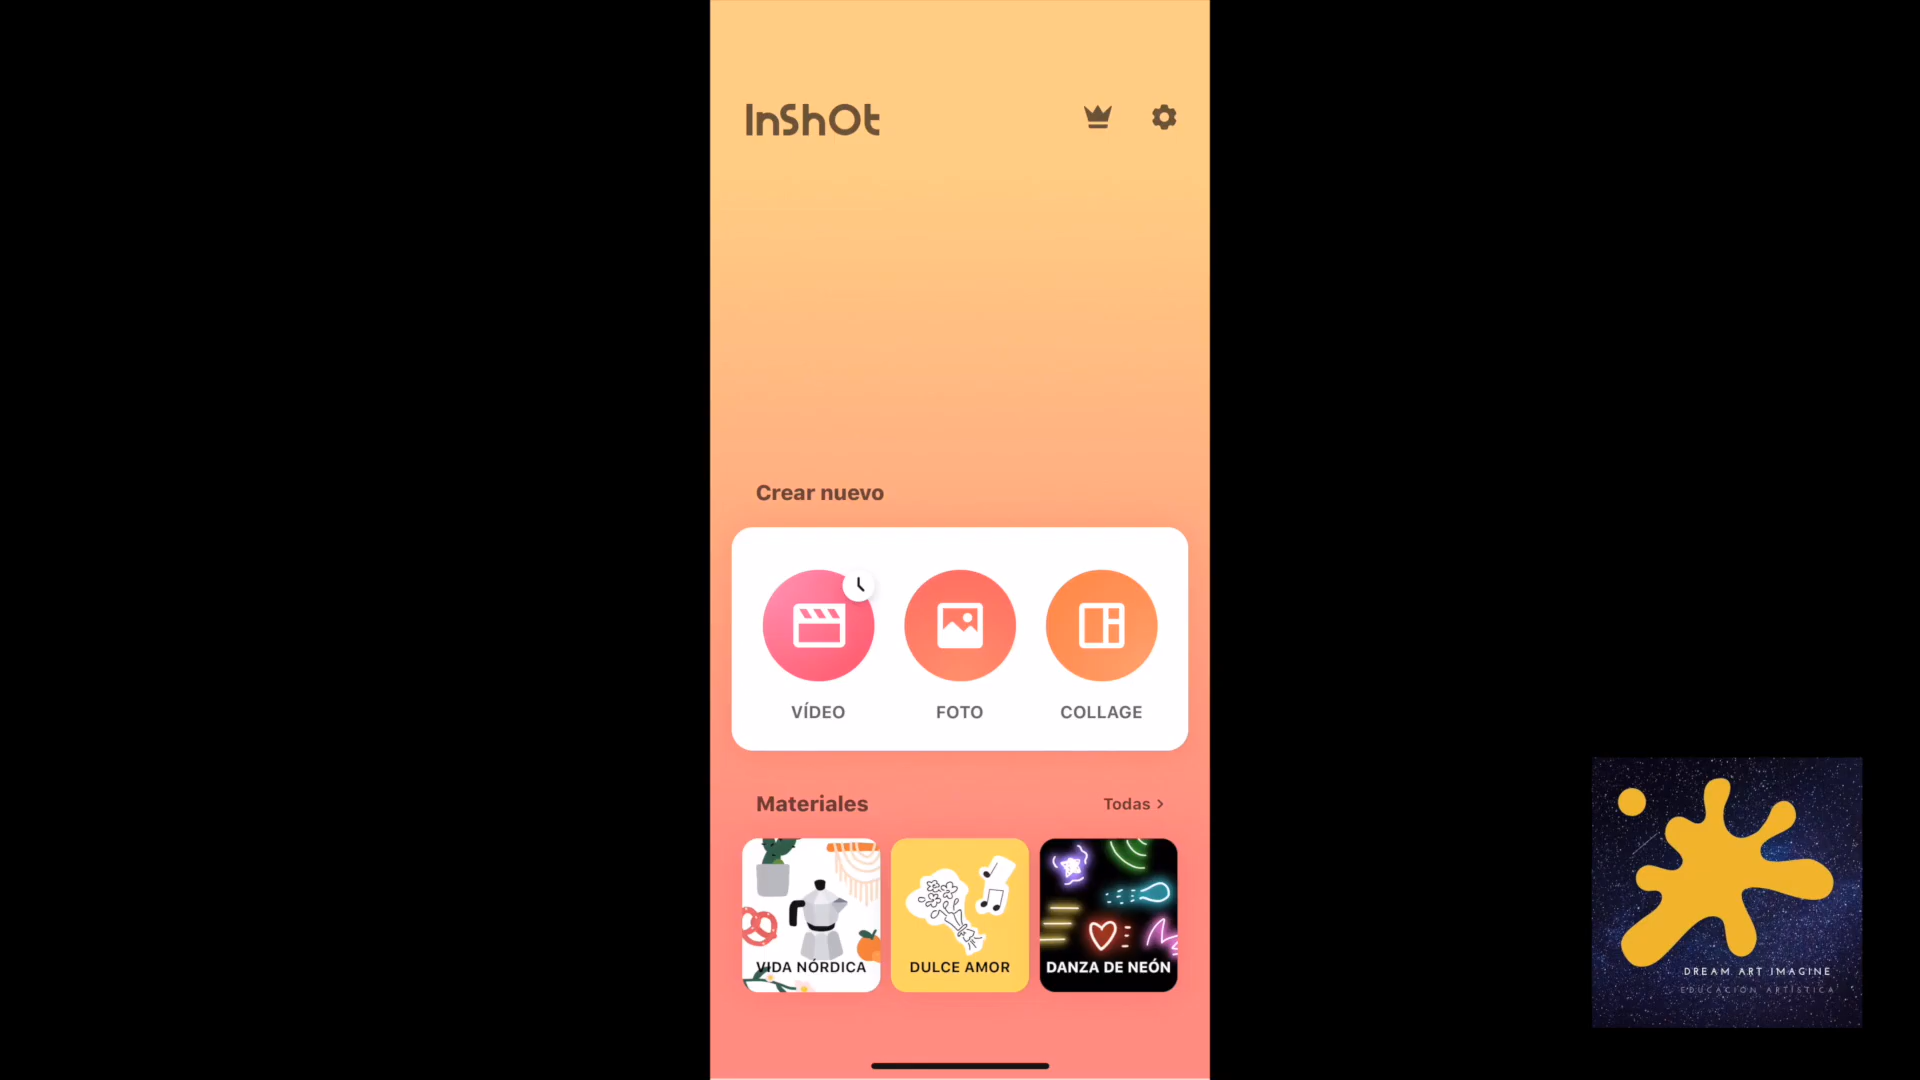 InShOt
Crear nuevo
VÍDEO
FOTO
COLLAGE
Materiales
Todas >
VIDA NÓRDICA
DULCE AMOR
DANZA DE NEÓN
DREAM ART IMAGINE
EDUCACIÓN ARTÍSTICA